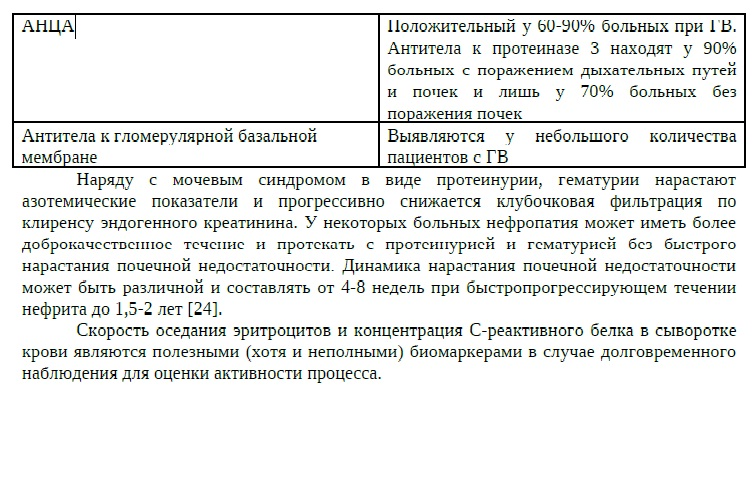 АНЦА
Положительный у 60-90% больных при ГВ.
Антитела к протеиназе 3 находят у 90%
больных с поражением дыхательных путей
и почек и лишь у 70% больных без
поражения почек
Антитела к гломерулярной базальной
мембране
Выявляются у небольшого количества
пациентов с ГВ
Наряду с мочевым синдромом в виде протеинурии, гематурии нарастают
азотемические показатели и прогрессивно снижается клубочковая фильтрация по
клиренсу эндогенного креатинина. У некоторых больных нефропатия может иметь более
доброкачественное течение и протекать с протеинурией и гематурией без быстрого
нарастания почечной недостаточности. Динамика нарастания почечной недостаточности
может быть различной и составлять от 4-8 недель при быстропрогрессирующем течении
нефрита до 1,5-2 лет [24].
Скорость оседания эритроцитов и концентрация С-реактивного белка в сыворотке
крови являются полезными (хотя и неполными) биомаркерами в случае долговременного
наблюдения для оценки активности процесса.